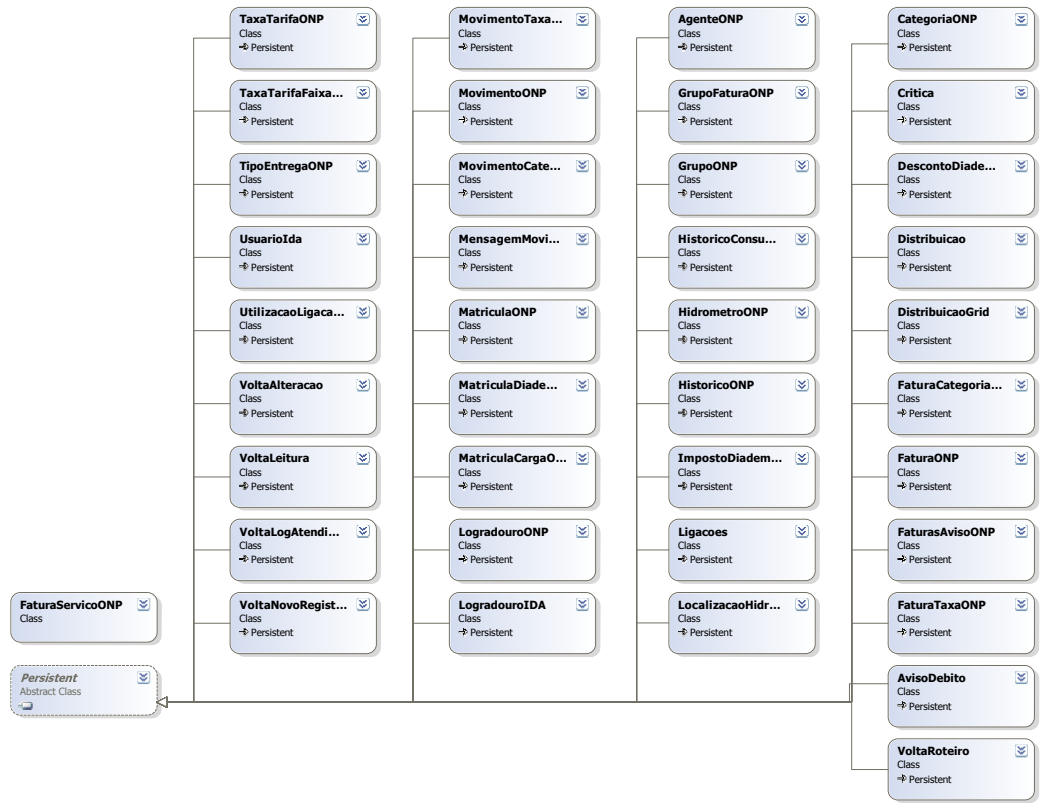 TaxaTarifaONP
Class
Persistent
TaxaTarifaFaixa...
Class
Persistent
TipoEntregaONP
Class
Persistent
UsuarioIda
Class
Persistent
UtilizacaoLigaca...
Class
Persistent
VoltaAlteracao
Class
Persistent
VoltaLeitura
Class
Persistent
VoltaLogAtendi...
Class
Persistent
VoltaNovoRegist...
Class
Persistent
MovimentoTaxa...
Class
Persistent
MovimentoONP
Class
Persistent
MovimentoCate...
Class
Persistent
MensagemMovi...
Class
Persistent
MatriculaONP
Class
Persistent
MatriculaDiade...
Class
Persistent
MatriculaCargaO...
Class
Persistent
LogradouroONP
Class
Persistent
LogradouroIDA
Class
Persistent
AgenteONP
Class
Persistent
GrupoFaturaONP
Class
Persistent
GrupoONP
Class
Persistent
HistoricoConsu...
Class
Persistent
HidrometroONP
Class
Persistent
HistoricoONP
Class
Persistent
ImpostoDiadem...
Class
Persistent
Ligacoes
Class
Persistent
LocalizacaoHidr...
Class
Persistent
CategoriaONP
Class
Persistent
Critica
Class
Persistent
DescontoDiade...
Class
Persistent
Distribuicao
Class
Persistent
DistribuicaoGrid
Class
Persistent
FaturaCategoria...
Class
Persistent
FaturaONP
Class
Persistent
FaturasAvisoONP
Class
Persistent
FaturaTaxaONP
Class
Persistent
AvisoDebito
Class
Persistent
VoltaRoteiro
Class
Persistent
FaturaServicoONP
Class
Persistent
Abstract Class